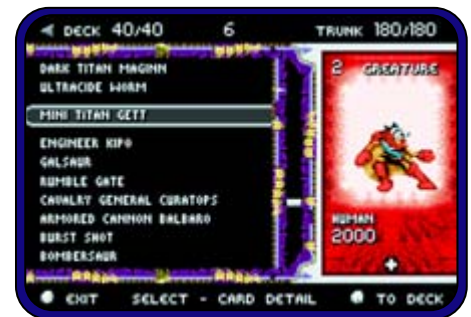 DECK 40/40 6 TRUNK 180/180
DARK TITAN MAGINN
ULTRACIDE WORM
MINI TITAN GETT
ENGINEER KIPO
GALSAUR
RUMBLE GATE
CAVALRY GENERAL CURATOPS
ARMORED CANNON BALBARO
BURST SHOT
BOMBERSAUR
2 CREATURE
HUMAN
2000
+
EXIT SELECT - CARD DETAIL TO DECK